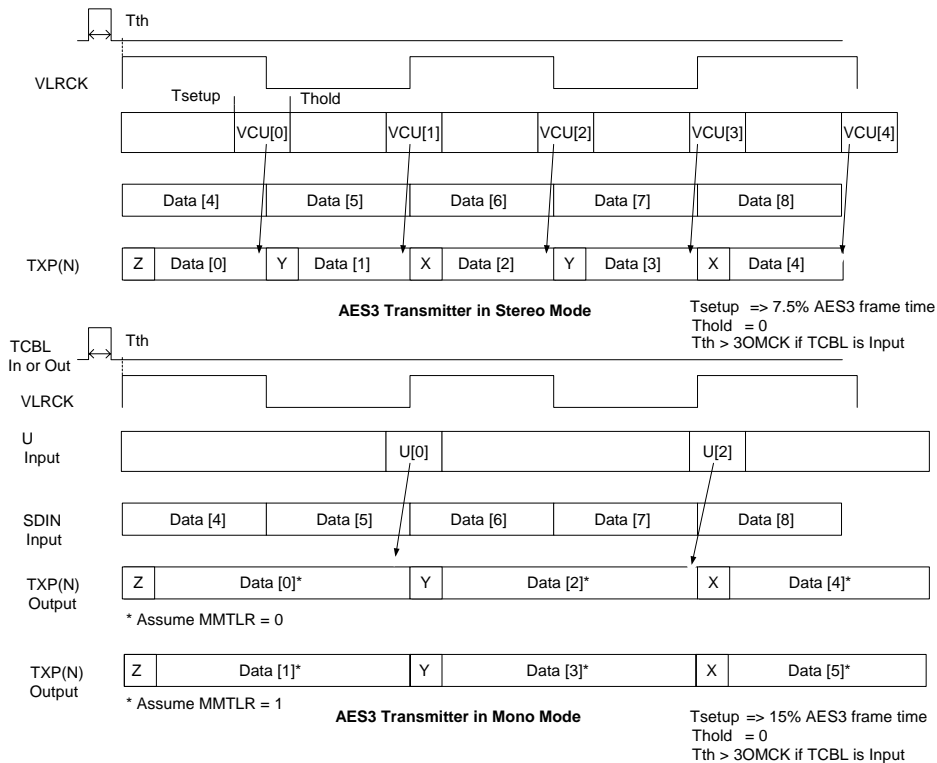 Tth
VLRCK
Tsetup Thold
VCU[0] VCU[1] VCU[2] VCU[3] VCU[4]
Data [4] Data [5] Data [6] Data [7] Data [8]
TXP(N) Z Data [0] Y Data [1] X Data [2] Y Data [3] X Data [4]
AES3 Transmitter in Stereo Mode
Tsetup => 7.5% AES3 frame time
Thold = 0
Tth > 3OMCK if TCBL is Input
TCBL
In or Out
Tth
VLRCK
U
Input
U[0] U[2]
SDIN
Input
Data [4] Data [5] Data [6] Data [7] Data [8]
TXP(N)
Output
Z Data [0]* Y Data [2]* X Data [4]*
* Assume MMTLR = 0
TXP(N)
Output
Z Data [1]* Y Data [3]* X Data [5]*
* Assume MMTLR = 1
AES3 Transmitter in Mono Mode
Tsetup => 15% AES3 frame time
Thold = 0
Tth > 3OMCK if TCBL is Input